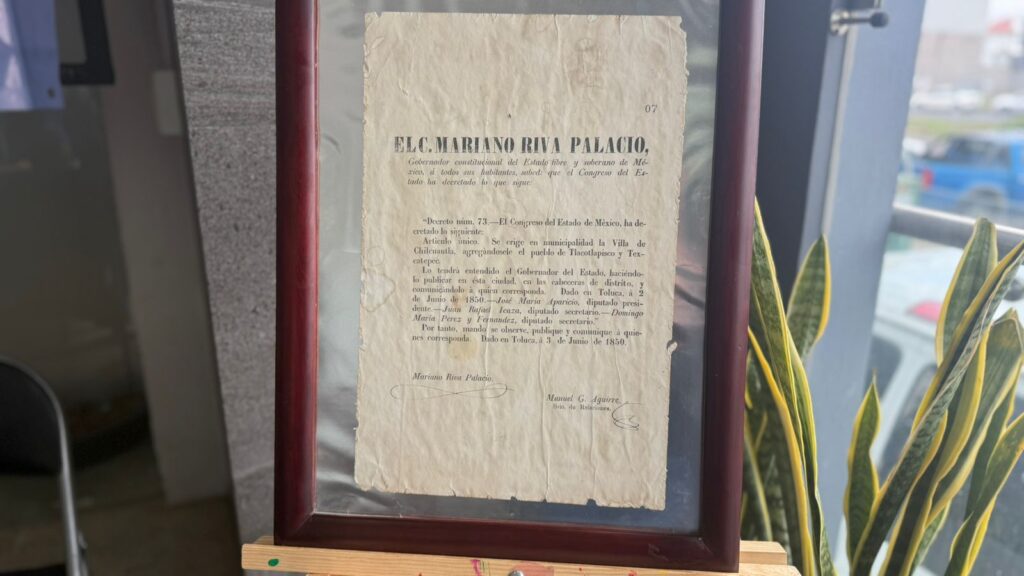 07
EL C. MARIANO RIVA PALACIO,
Gobernador constitucional del Estado libre y soberano de Mé-
xico, á todos sus habitantes, sabed: que el Congreso del Es-
tado ha decretado lo que sigue:
"Decreto núm. 73.—El Congreso del Estado de México, ha de-
cretado lo siguiente:
Articulo único. Se erige en municipalidad la Villa de
Chiconautla, agregandosele el pueblo de Tlacotlapisco y Tex-
catepec.
Lo tendrá entendido el Gobernador del Estado, haciéndo-
lo publicar en ésta ciudad, en las cabeceras de distrito, y
comunicándolo á quien corresponda. Dado en Toluca, á 2
de Junio de 1850.—José Maria Aparicio, diputado presi-
dente.—Juan Rafael Icaza, diputado secretario.—Domingo
Maria Perez y Fernandez, diputado secretario."
Por tanto, mando se observe, publique y comunique á quie-
nes corresponda. Dado en Toluca, á 3 de Junio de 1850.
Mariano Riva Palacio.
Manuel G. Aguirre.
Srio. de Relaciones.